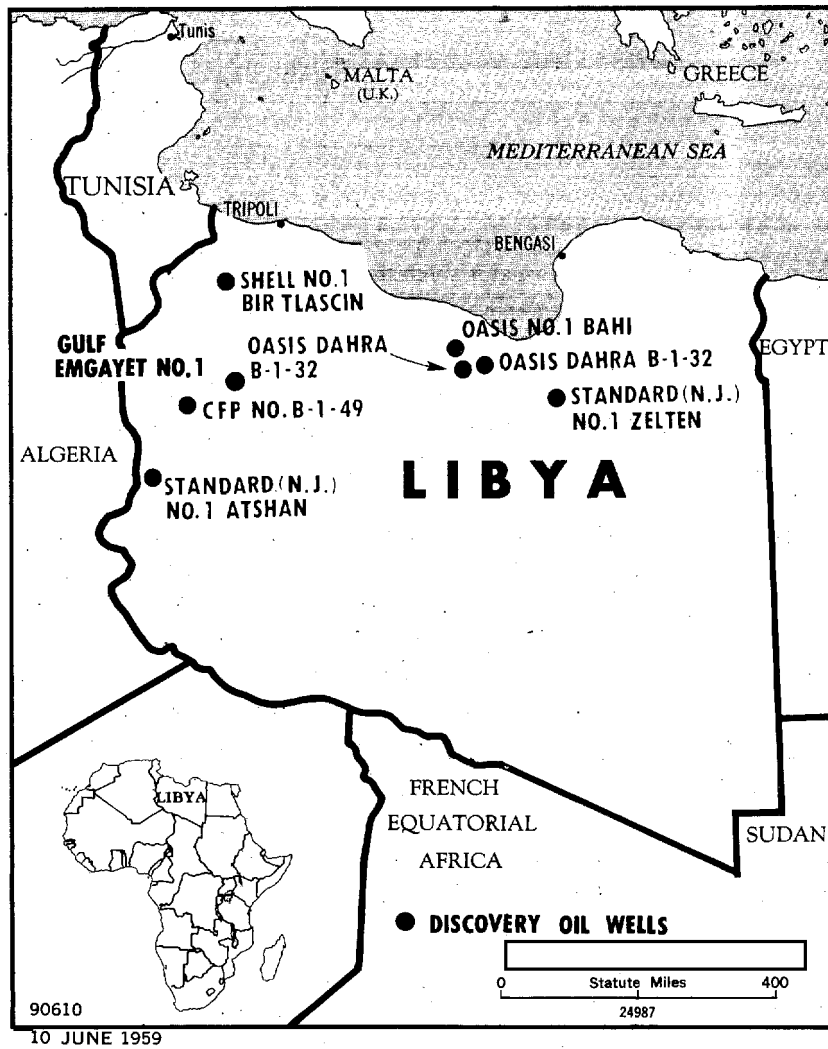 Tunis
MALTA
(U.K.)
GREECE
MEDITERRANEAN SEA
TUNISIA
TRIPOLI
BENGASI
SHELL NO.1
BIR TLASCIN
OASIS NO.1 BAHI
GULF
EMGAYET NO.1
OASIS DAHRA
B-1-32
OASIS DAHRA B-1-32
EGYPT
CFP NO. B-1-49
STANDARD (N.J.)
NO.1 ZELTEN
ALGERIA
STANDARD (N.J.)
NO.1 ATSHAN
LIBYA
LIBYA
FRENCH
EQUATORIAL
AFRICA
SUDAN
DISCOVERY OIL WELLS
0 Statute Miles 400
24987
90610
10 JUNE 1959